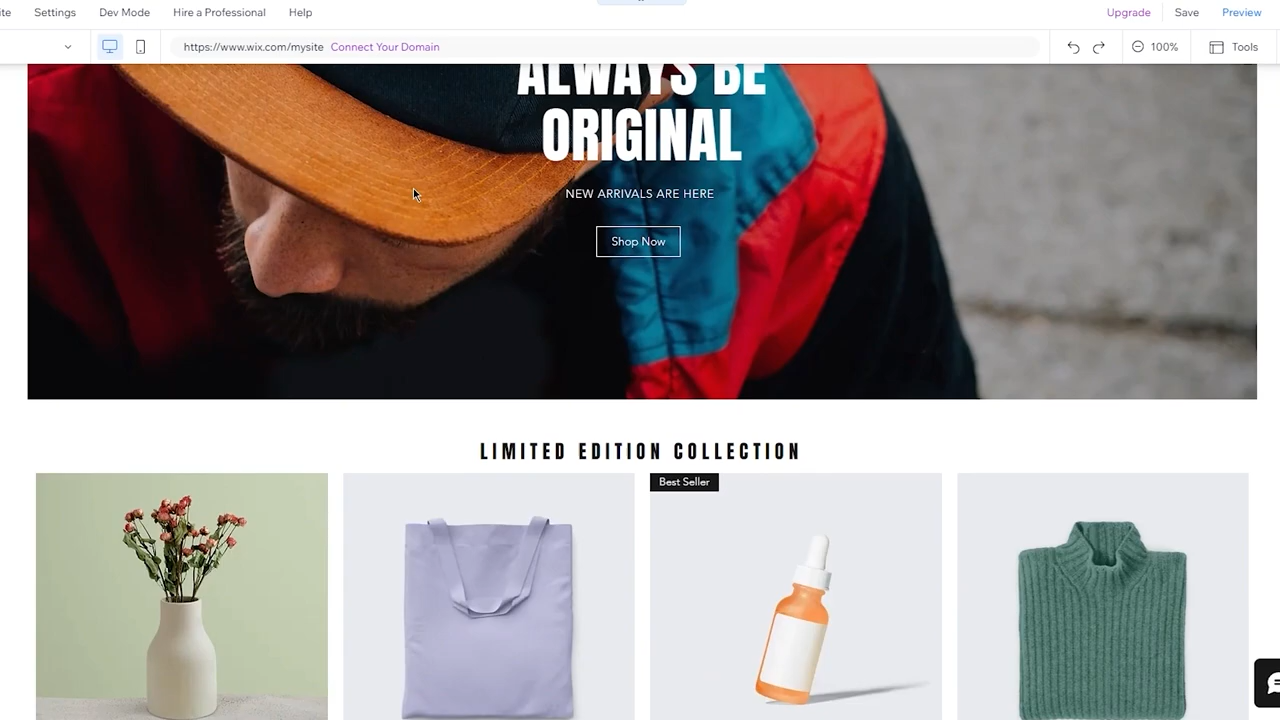 Settings Dev Mode Hire a Professional Help Upgrade Save Preview
https://www.wix.com/mysite Connect Your Domain 100% Tools
ALWAYS BE
ORIGINAL
NEW ARRIVALS ARE HERE
Shop Now
LIMITED EDITION COLLECTION
Best Seller